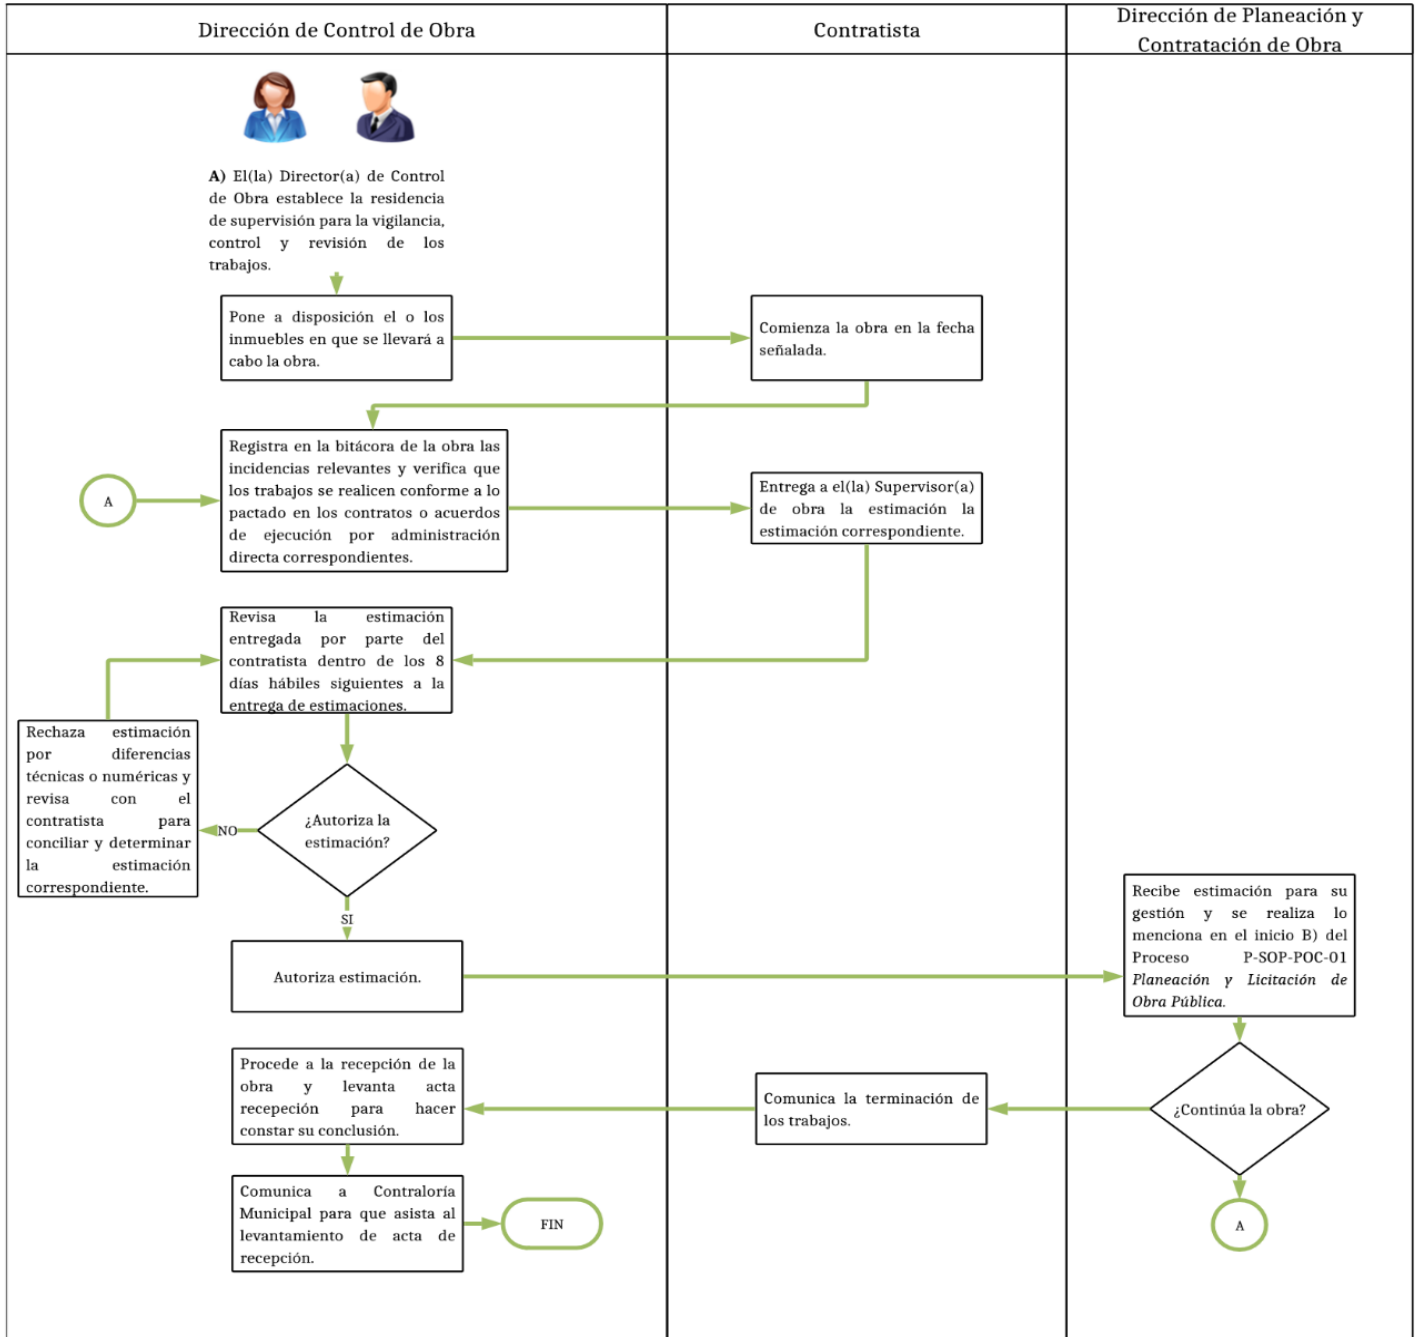 Dirección de Control de Obra
Contratista
Dirección de Planeación y
Contratación de Obra
A) El(la) Director(a) de Control
de Obra establece la residencia
de supervisión para la vigilancia,
control y revisión de los
trabajos.
Pone a disposición el o los
inmuebles en que se llevará a
cabo la obra.
Comienza la obra en la fecha
señalada.
Registra en la bitácora de la obra las
incidencias relevantes y verifica que
los trabajos se realicen conforme a lo
pactado en los contratos o acuerdos
de ejecución por administración
directa correspondientes.
A
Entrega a el(la) Supervisor(a)
de obra la estimación la
estimación correspondiente.
Revisa la estimación
entregada por parte del
contratista dentro de los 8
días hábiles siguientes a la
entrega de estimaciones.
Rechaza estimación
por diferencias
técnicas o numéricas y
revisa con el
contratista para
conciliar y determinar
la estimación
correspondiente.
NO
¿Autoriza la
estimación?
SI
Autoriza estimación.
Recibe estimación para su
gestión y se realiza lo
menciona en el inicio B) del
Proceso P-SOP-POC-01
Planeación y Licitación de
Obra Pública.
Procede a la recepción de la
obra y levanta acta
recepeción para hacer
constar su conclusión.
Comunica la terminación de
los trabajos.
¿Continúa la obra?
Comunica a Contraloría
Municipal para que asista al
levantamiento de acta de
recepción.
FIN
A